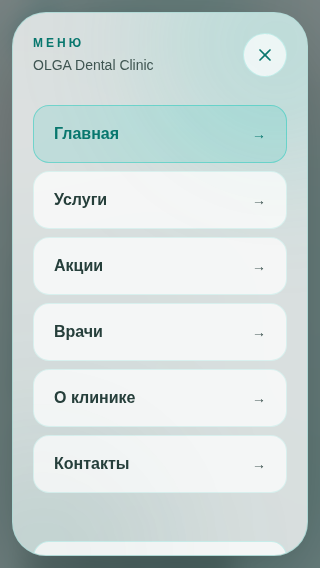 МЕНЮ
OLGA Dental Clinic
Главная →
Услуги →
Акции →
Врачи →
О клинике →
Контакты →